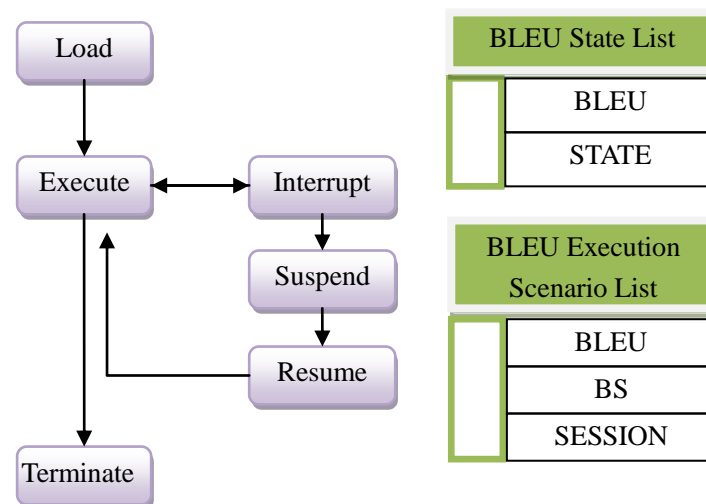 Load
Execute
Interrupt
Suspend
Resume
Terminate
BLEU State List
BLEU
STATE
BLEU Execution
Scenario List
BLEU
BS
SESSION